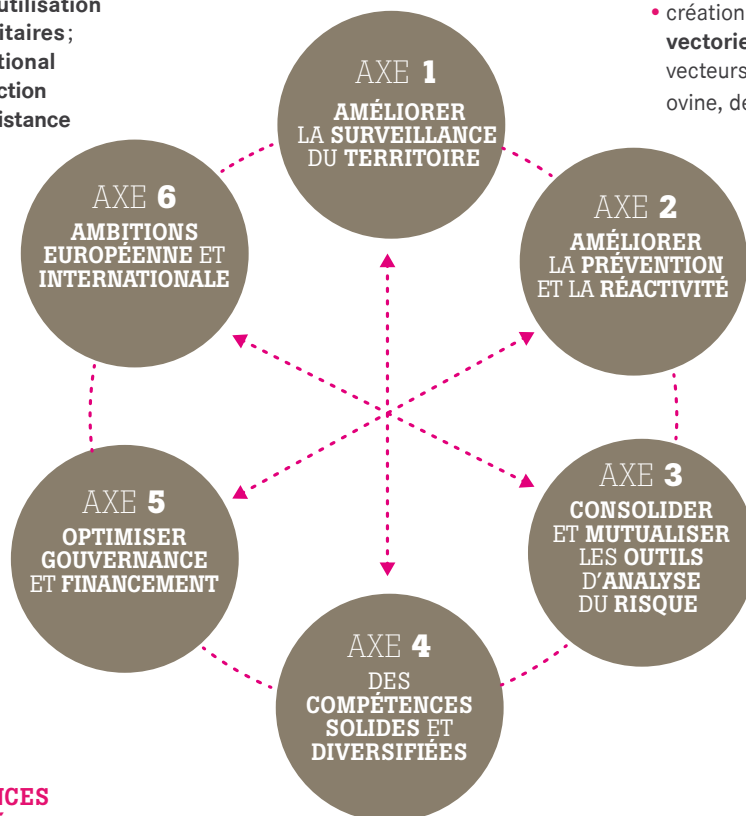 utilisation
itaires ;
tional
ction
istance
• création
vectorie
vecteurs
ovine, de
AXE 1
AMÉLIORER
LA SURVEILLANCE
DU TERRITOIRE
AXE 2
AMÉLIORER
LA PRÉVENTION
ET LA RÉACTIVITÉ
AXE 3
CONSOLIDER
ET MUTUALISER
LES OUTILS
D'ANALYSE
DU RISQUE
AXE 4
DES
COMPÉTENCES
SOLIDES ET
DIVERSIFIÉES
AXE 5
OPTIMISER
GOUVERNANCE
ET FINANCEMENT
AXE 6
AMBITIONS
EUROPÉENNE ET
INTERNATIONALE
NCES